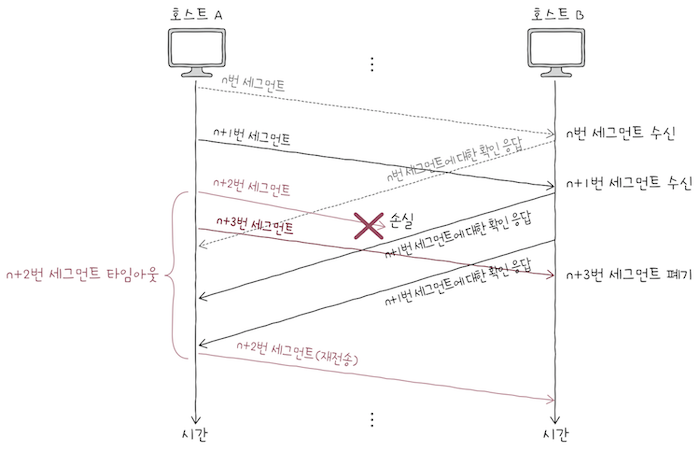 호스트 A
호스트 B
n번 세그먼트
n번 세그먼트 수신
n+1번 세그먼트
n번 세그먼트에 대한 확인 응답
n+1번 세그먼트 수신
n+2번 세그먼트
손실
n+3번 세그먼트
n+1번 세그먼트에 대한 확인 응답
n+2번 세그먼트 타임아웃
n+3번 세그먼트 폐기
n+1번 세그먼트에 대한 확인 응답
n+2번 세그먼트(재전송)
시간
시간